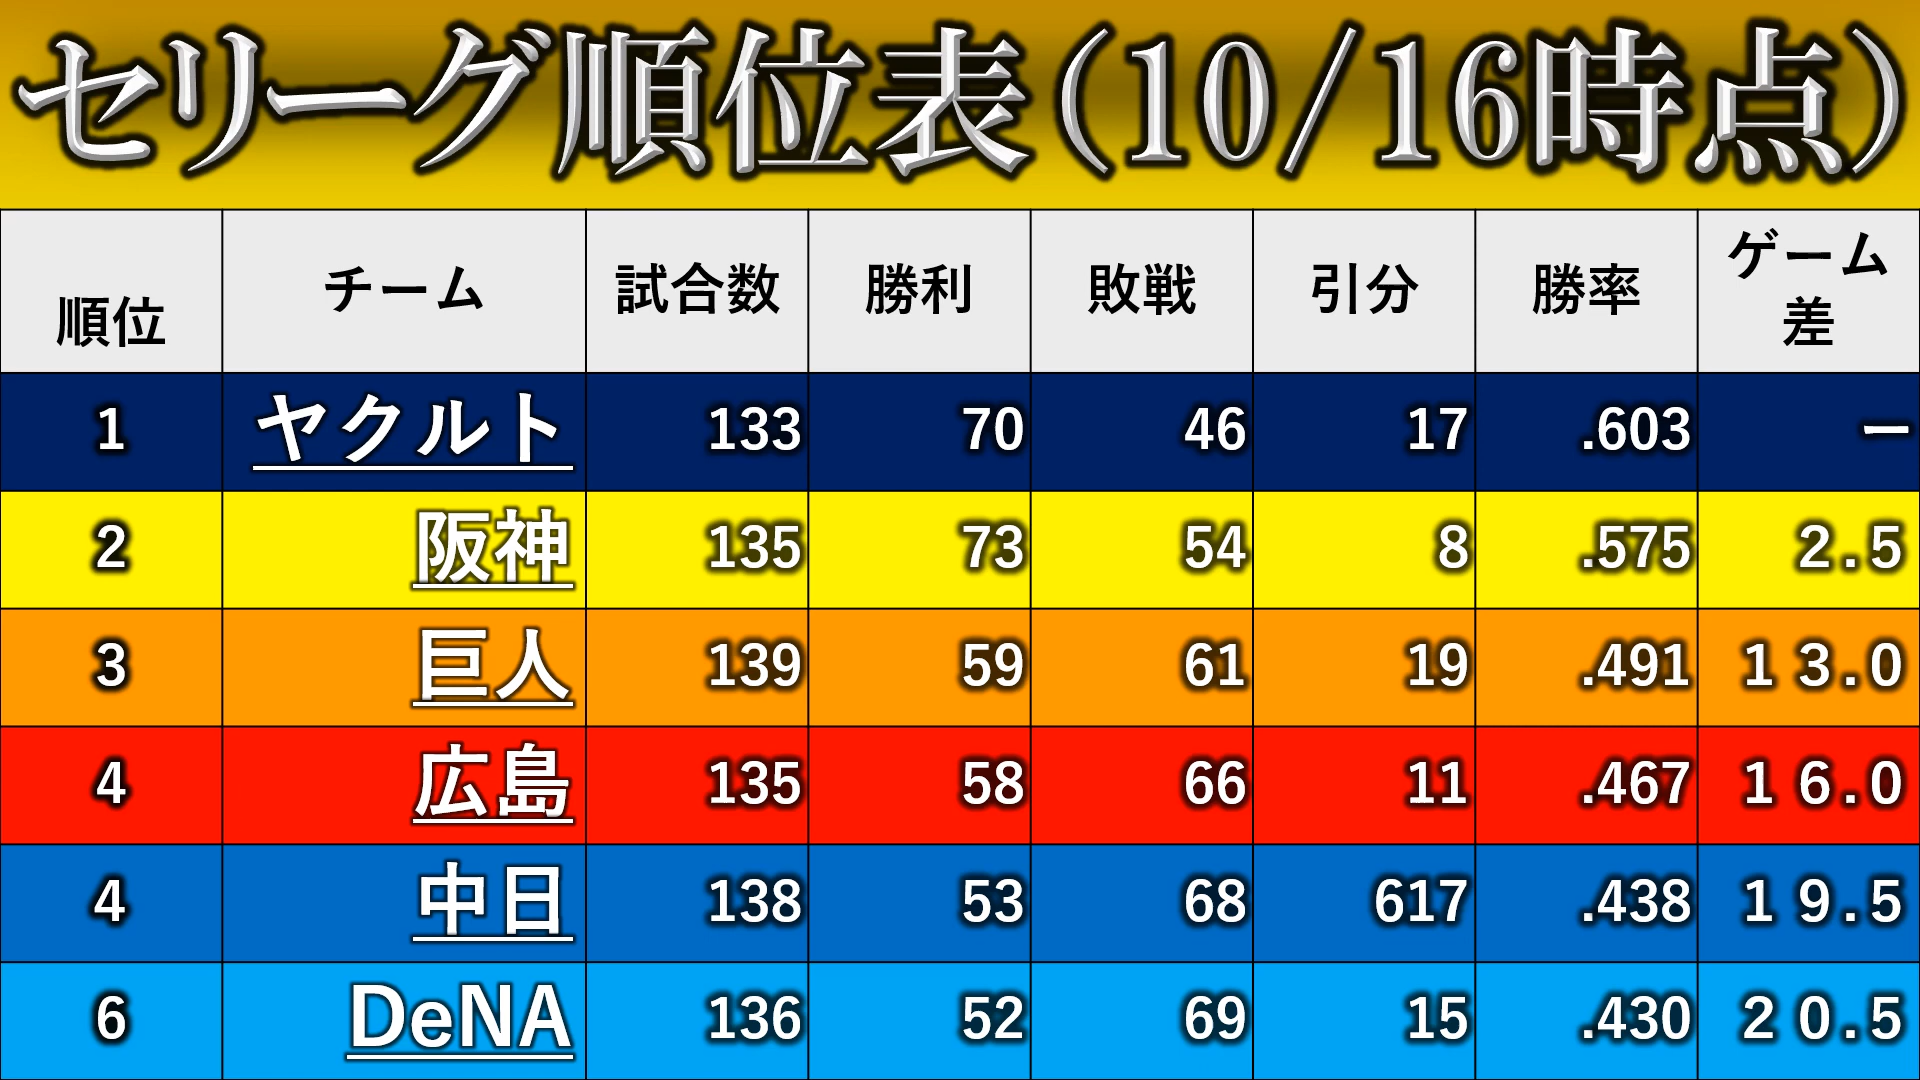 セリーグ順位表（10/16時点）
順位 チーム 試合数 勝利 敗戦 引分 勝率 ゲーム
差
1 ヤクルト 133 70 46 17 .603 ー
2 阪神 135 73 54 8 .575 ２.５
3 巨人 139 59 61 19 .491 １３.０
4 広島 135 58 66 11 .467 １６.０
4 中日 138 53 68 617 .438 １９.５
6 DeNA 136 52 69 15 .430 ２０.５